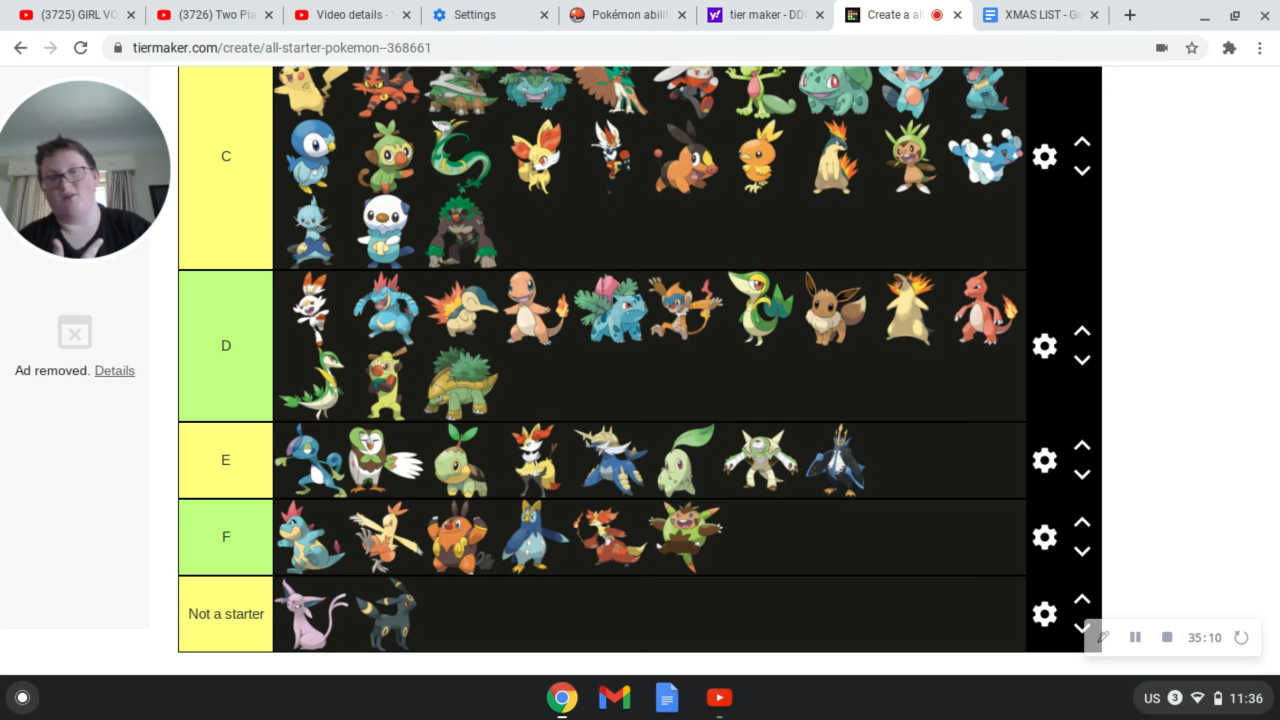 (3725) GIRL VO
(3726) Two Pia
Video details -
Settings
Pokémon abilit
tier maker - DD
Create a al
XMAS LIST - Go
tiermaker.com/create/all-starter-pokemon--368661
C
D
Ad removed. Details
E
F
Not a starter
35:10
US 3 11:36